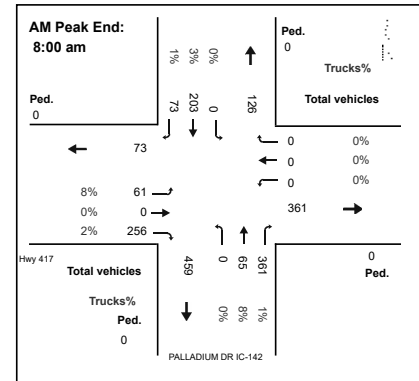 AM Peak End:
8:00 am
Ped.
0
1%
3%
0%
73
203
0
126
Ped.
0
Trucks%
Total vehicles
73
0 0%
0 0%
0 0%
8% 61
0% 0
2% 256
361
Hwy 417
Total vehicles
Trucks%
Ped.
0
459
0
65
361
0%
8%
1%
0
Ped.
PALLADIUM DR IC-142